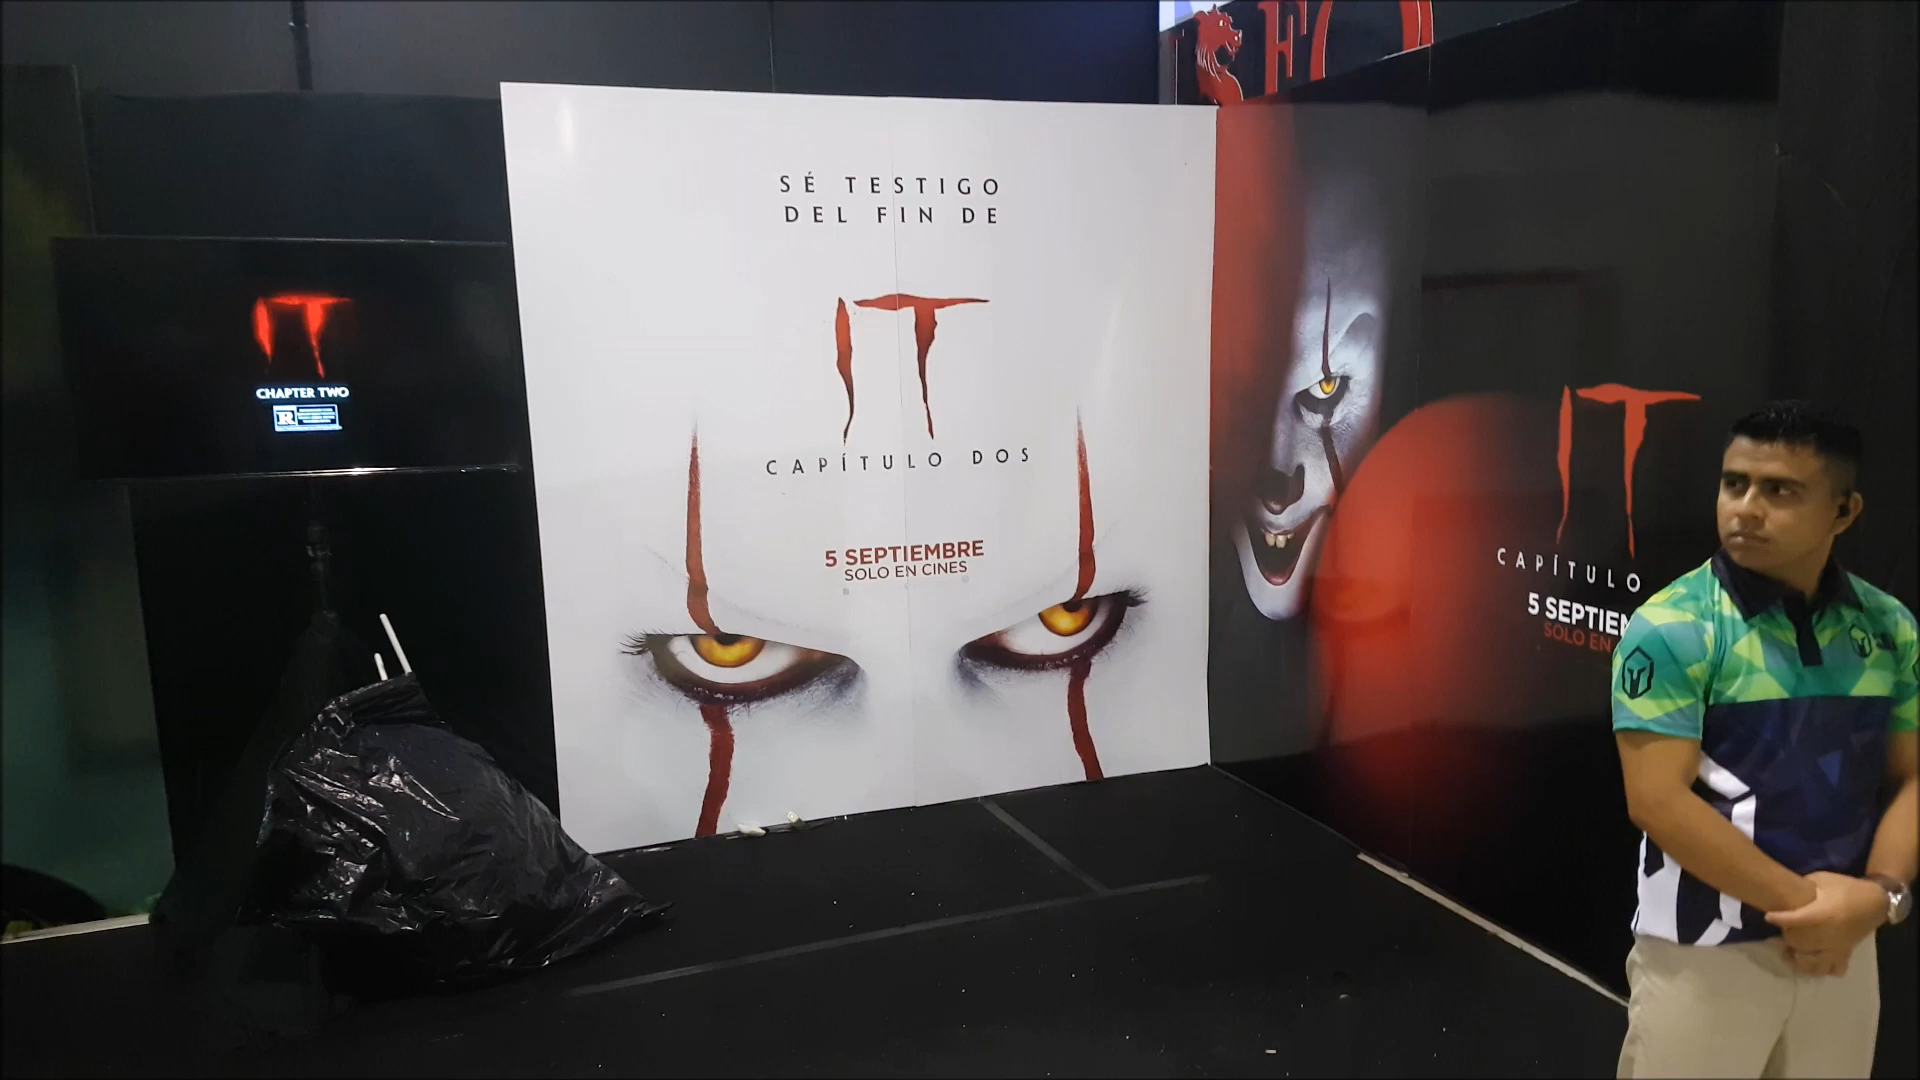 IT
CHAPTER TWO
R
SÉ TESTIGO
DEL FIN DE
IT
CAPÍTULO DOS
5 SEPTIEMBRE
SOLO EN CINES
IT
CAPÍTULO
5 SEPTIEM
SOLO EN